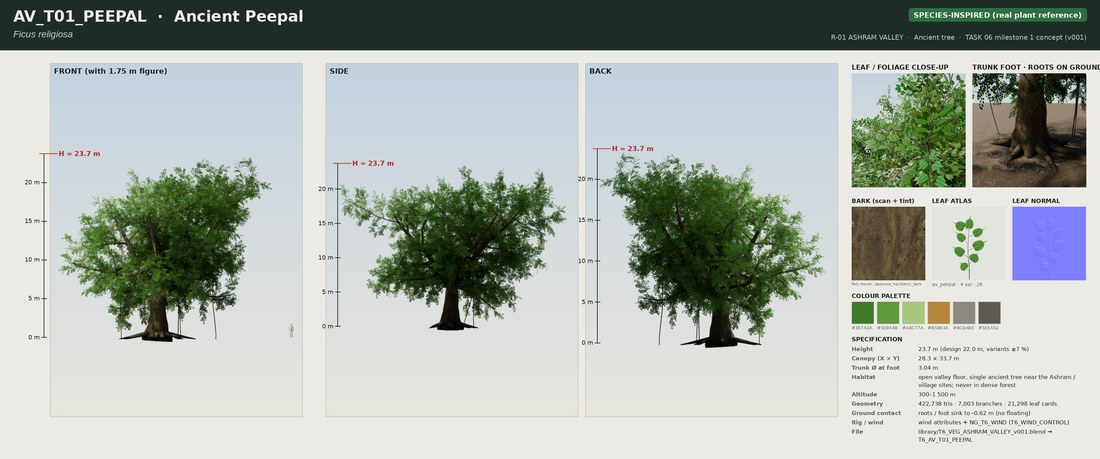 AV_T01_PEEPAL · Ancient Peepal
Ficus religiosa
SPECIES-INSPIRED (real plant reference)
R-01 ASHRAM VALLEY · Ancient tree · TASK 06 milestone 1 concept (v001)
FRONT (with 1.75 m figure)
H = 23.7 m
20 m
15 m
10 m
5 m
0 m
SIDE
H = 23.7 m
20 m
15 m
10 m
5 m
0 m
BACK
H = 23.7 m
20 m
15 m
10 m
5 m
0 m
LEAF / FOLIAGE CLOSE-UP
TRUNK FOOT · ROOTS ON GROUND
BARK (scan + tint)
LEAF ATLAS
LEAF NORMAL
av_peepal · 4 var · 2K
COLOUR PALETTE
SPECIFICATION
Height 23.7 m (design 22.0 m, variants ±7 %)
Canopy (X × Y) 28.3 × 33.7 m
Trunk Ø at foot 3.04 m
Habitat open valley floor, single ancient tree near the Ashram /
village sites; never in dense forest
Altitude 300–1 500 m
Geometry 422,738 tris · 7,003 branches · 21,298 leaf cards
Ground contact roots / foot sink to -0.62 m (no floating)
Rig / wind wind attributes + NG_T6_WIND (T6_WIND_CONTROL)
File library/T6_VEG_ASHRAM_VALLEY_v001.blend →
T6_AV_T01_PEEPAL